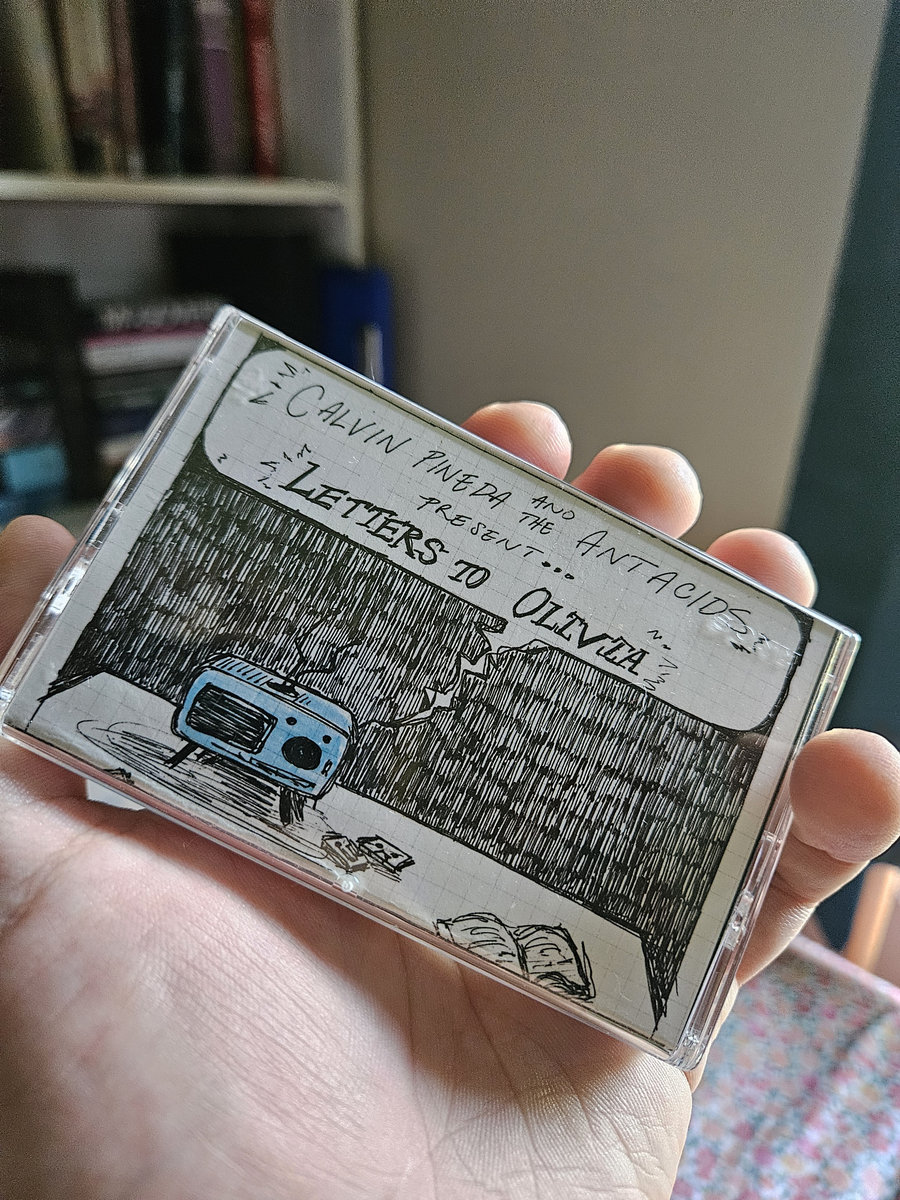 CALVIN PINEDA AND THE ANTACIDS
PRESENT...
LETTERS TO OLIVIA